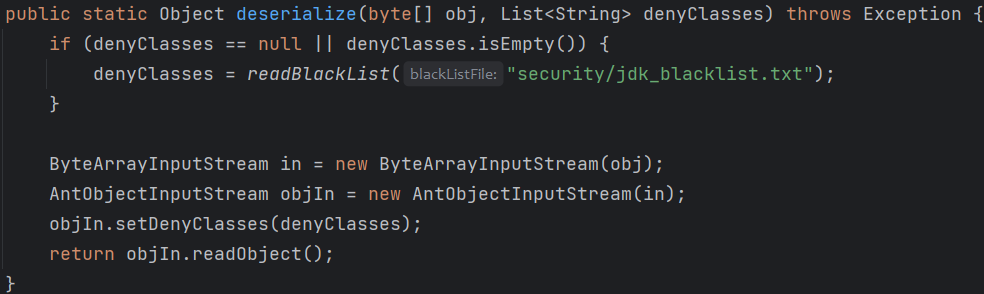 public static Object deserialize(byte[] obj, List<String> denyClasses) throws Exception {
    if (denyClasses == null || denyClasses.isEmpty()) {
        denyClasses = readBlackList( blackListFile: "security/jdk_blacklist.txt");
    }

    ByteArrayInputStream in = new ByteArrayInputStream(obj);
    AntObjectInputStream objIn = new AntObjectInputStream(in);
    objIn.setDenyClasses(denyClasses);
    return objIn.readObject();
}